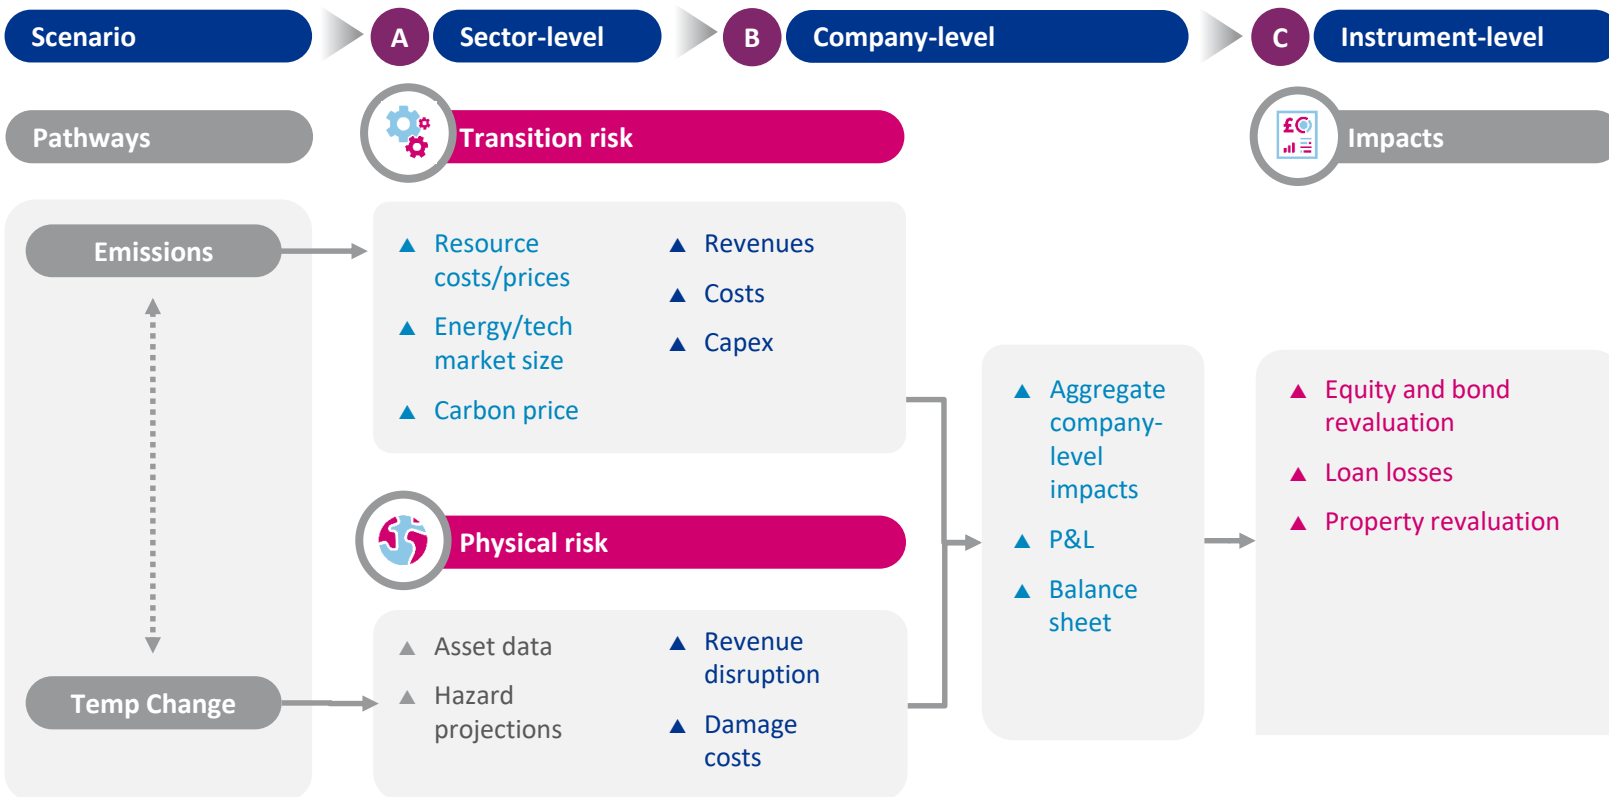 Scenario
A
Sector-level
B
Company-level
C
Instrument-level
Pathways
Transition risk
£
Impacts
Emissions
Resource
costs/prices
Energy/tech
market size
Carbon price
Revenues
Costs
Capex
Physical risk
Temp Change
Asset data
Hazard
projections
Revenue
disruption
Damage
costs
Aggregate
company-
level
impacts
P&L
Balance
sheet
Equity and bond
revaluation
Loan losses
Property revaluation